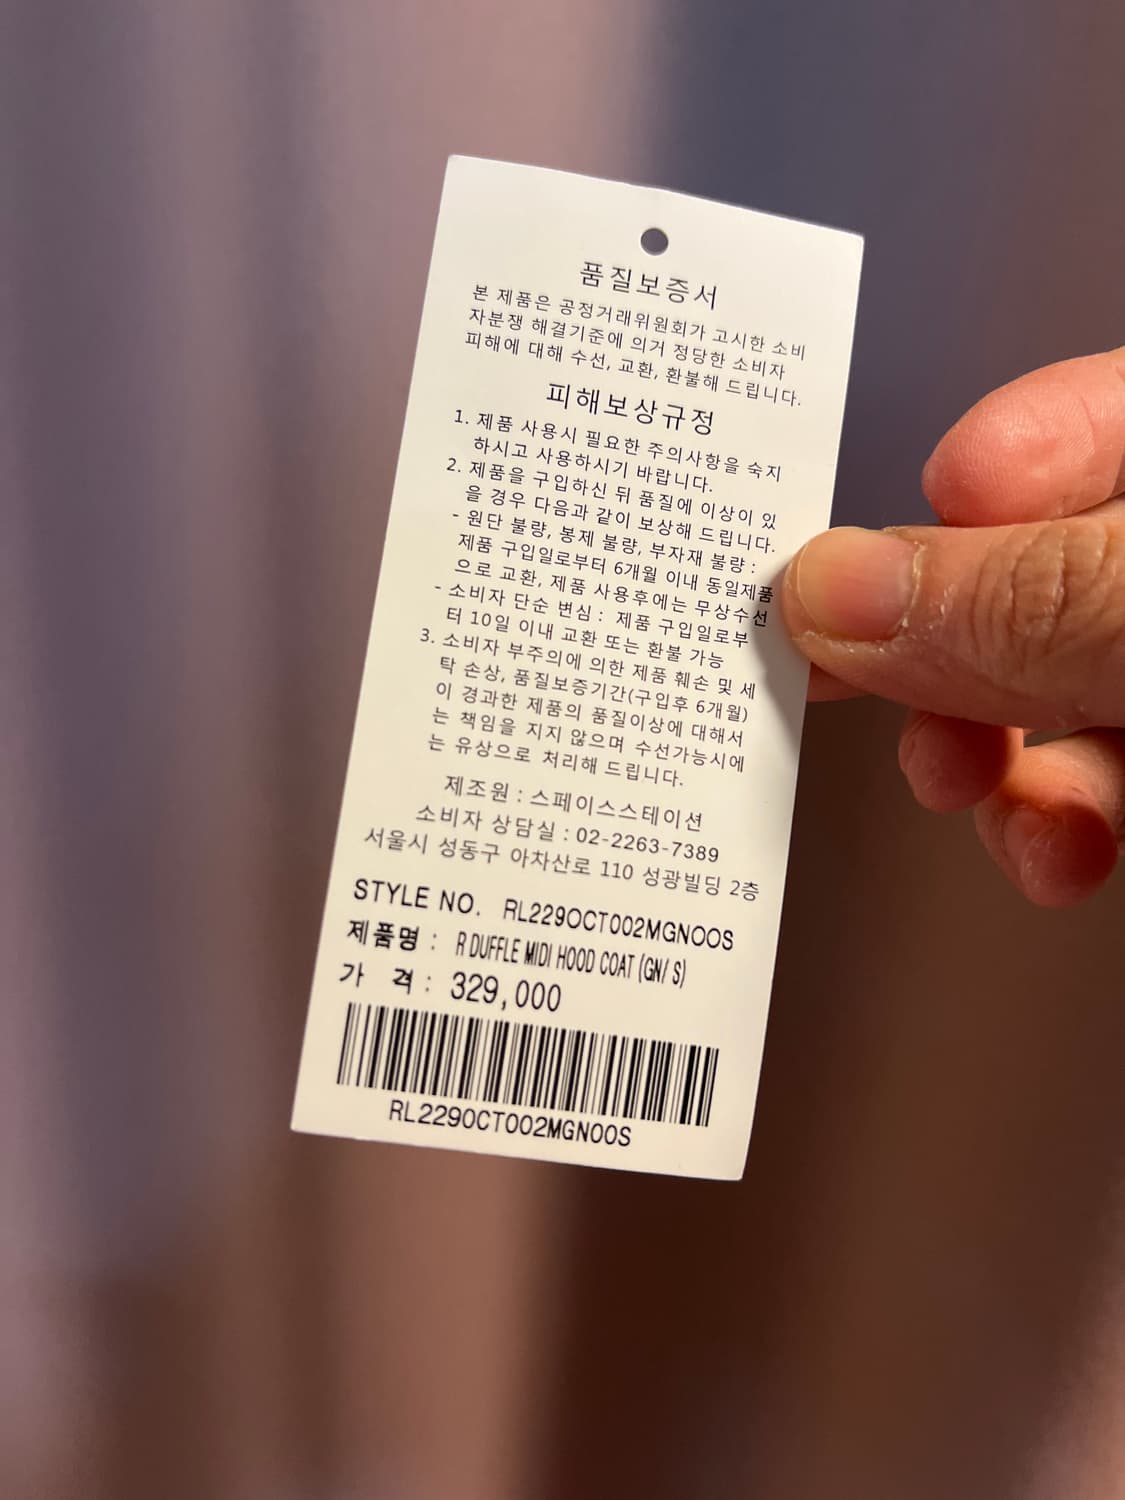 품질보증서
본 제품은 공정거래위원회가 고시한 소비
자분쟁 해결기준에 의거 정당한 소비자
피해에 대해 수선, 교환, 환불해 드립니다.
피해보상규정
1. 제품 사용시 필요한 주의사항을 숙지
하시고 사용하시기 바랍니다.
2. 제품을 구입하신 뒤 품질에 이상이 있
을 경우 다음과 같이 보상해 드립니다.
- 원단 불량, 봉제 불량, 부자재 불량 :
제품 구입일로부터 6개월 이내 동일제품
으로 교환, 제품 사용후에는 무상수선
- 소비자 단순 변심 : 제품 구입일로부
터 10일 이내 교환 또는 환불 가능
3. 소비자 부주의에 의한 제품 훼손 및 세
탁 손상, 품질보증기간(구입후 6개월)
이 경과한 제품의 품질이상에 대해서
는 책임을 지지 않으며 수선가능시에
는 유상으로 처리해 드립니다.
제조원 : 스페이스스테이션
소비자 상담실 : 02-2263-7389
서울시 성동구 아차산로 110 성광빌딩 2층
STYLE NO. RL229OCT002MGN00S
제품명 : R DUFFLE MIDI HOOD COAT (GN/ S)
가 격 : 329,000
RL229OCT002MGN00S